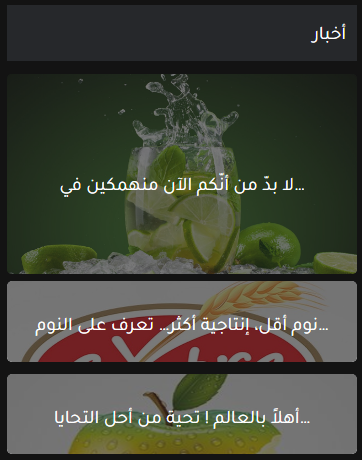 أخبار
لا بدّ من أنّكم الآن منهمكين في...
نوم أقل، إنتاجية أكثر... تعرف على النوم...
أهلاً بالعالم ! تحية من أجل التحايا...